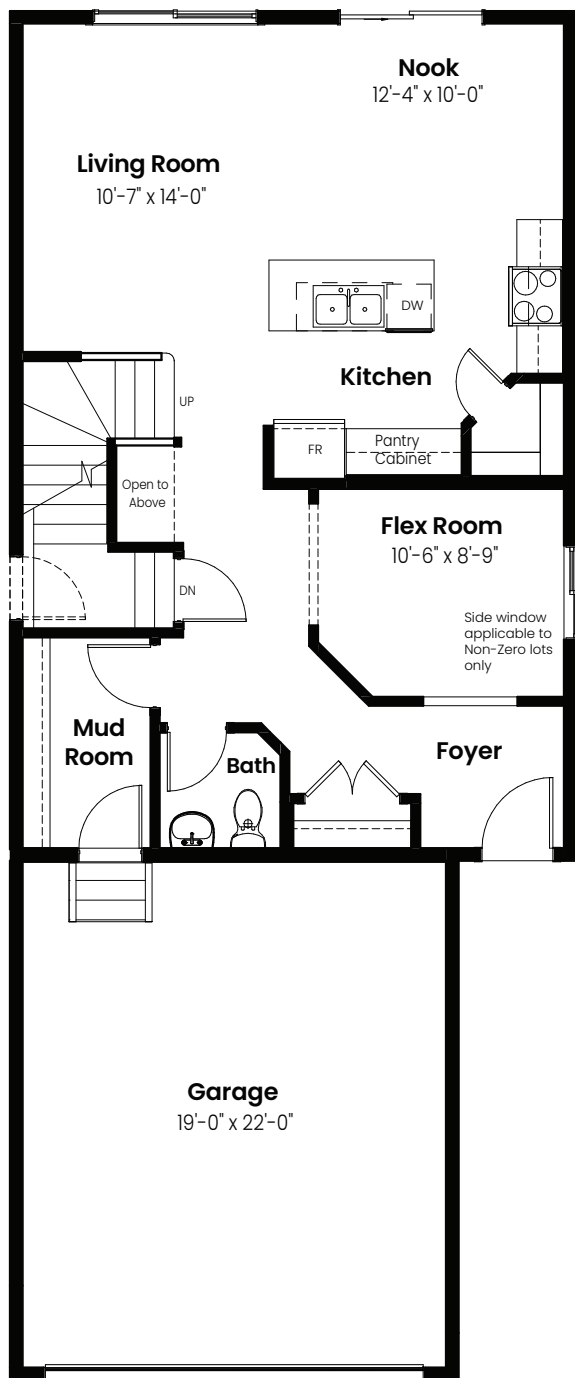 Nook
12'-4" x 10'-0"
Living Room
10'-7" x 14'-0"
DW
Kitchen
UP
FR
Pantry
Cabinet
Open to
Above
Flex Room
10'-6" x 8'-9"
DN
Side window
applicable to
Non-Zero lots
only
Mud
Room
Bath
Foyer
Garage
19'-0" x 22'-0"